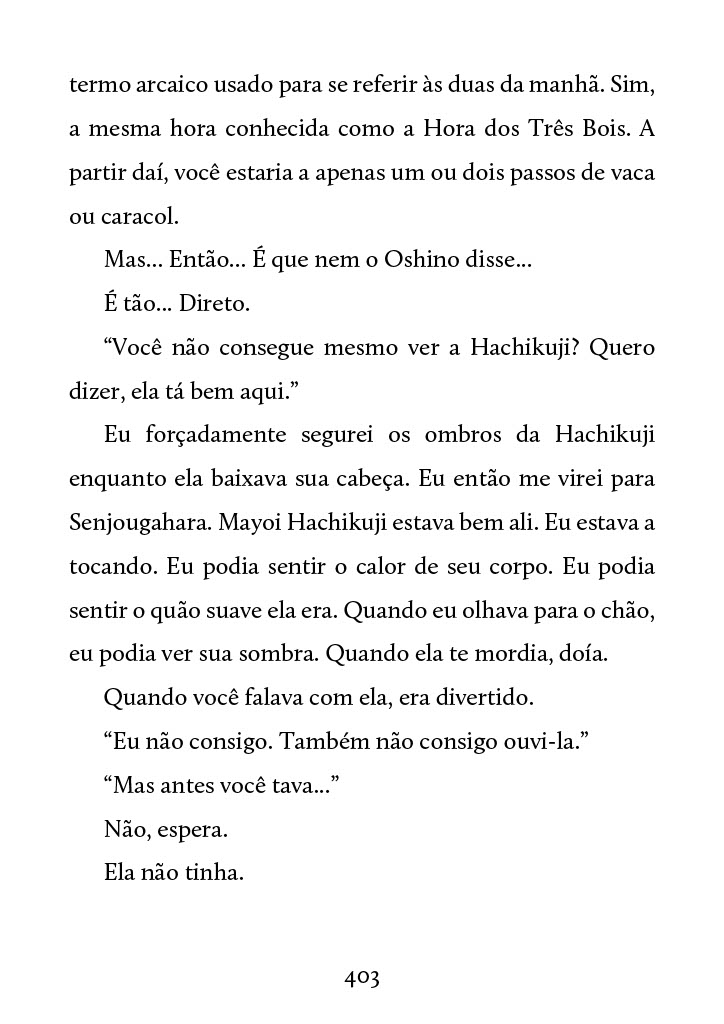 termo arcaico usado para se referir às duas da manhã. Sim,
a mesma hora conhecida como a Hora dos Três Bois. A
partir daí, você estaria a apenas um ou dois passos de vaca
ou caracol.
Mas... Então... É que nem o Oshino disse...
É tão... Direto.
“Você não consegue mesmo ver a Hachikuji? Quero
dizer, ela tá bem aqui.”
Eu forçadamente segurei os ombros da Hachikuji
enquanto ela baixava sua cabeça. Eu então me virei para
Senjougahara. Mayoi Hachikuji estava bem ali. Eu estava a
tocando. Eu podia sentir o calor de seu corpo. Eu podia
sentir o quão suave ela era. Quando eu olhava para o chão,
eu podia ver sua sombra. Quando ela te mordia, doía.
Quando você falava com ela, era divertido.
“Eu não consigo. Também não consigo ouvi-la.”
“Mas antes você tava...”
Não, espera.
Ela não tinha.
403